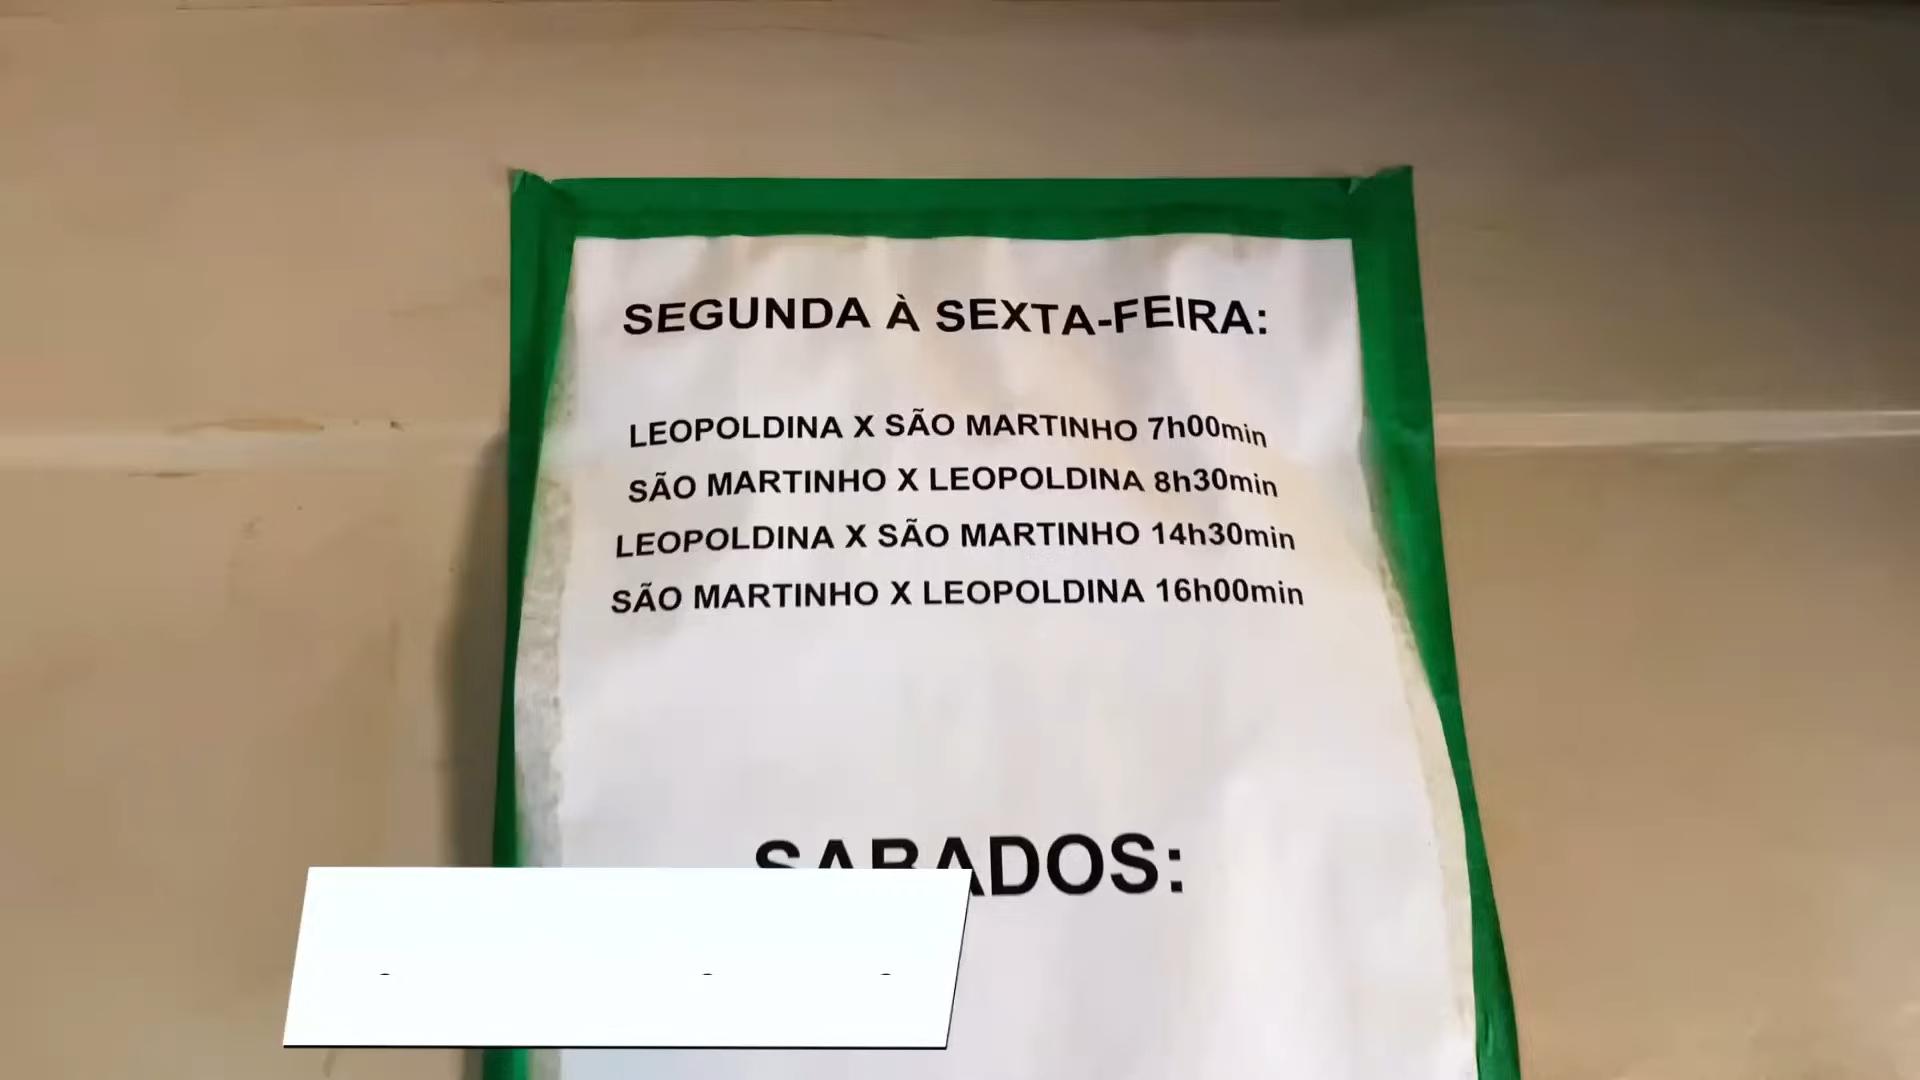 SEGUNDA À SEXTA-FEIRA:
LEOPOLDINA X SÃO MARTINHO 7h00min
SÃO MARTINHO X LEOPOLDINA 8h30min
LEOPOLDINA X SÃO MARTINHO 14h30min
SÃO MARTINHO X LEOPOLDINA 16h00min
SABADOS: